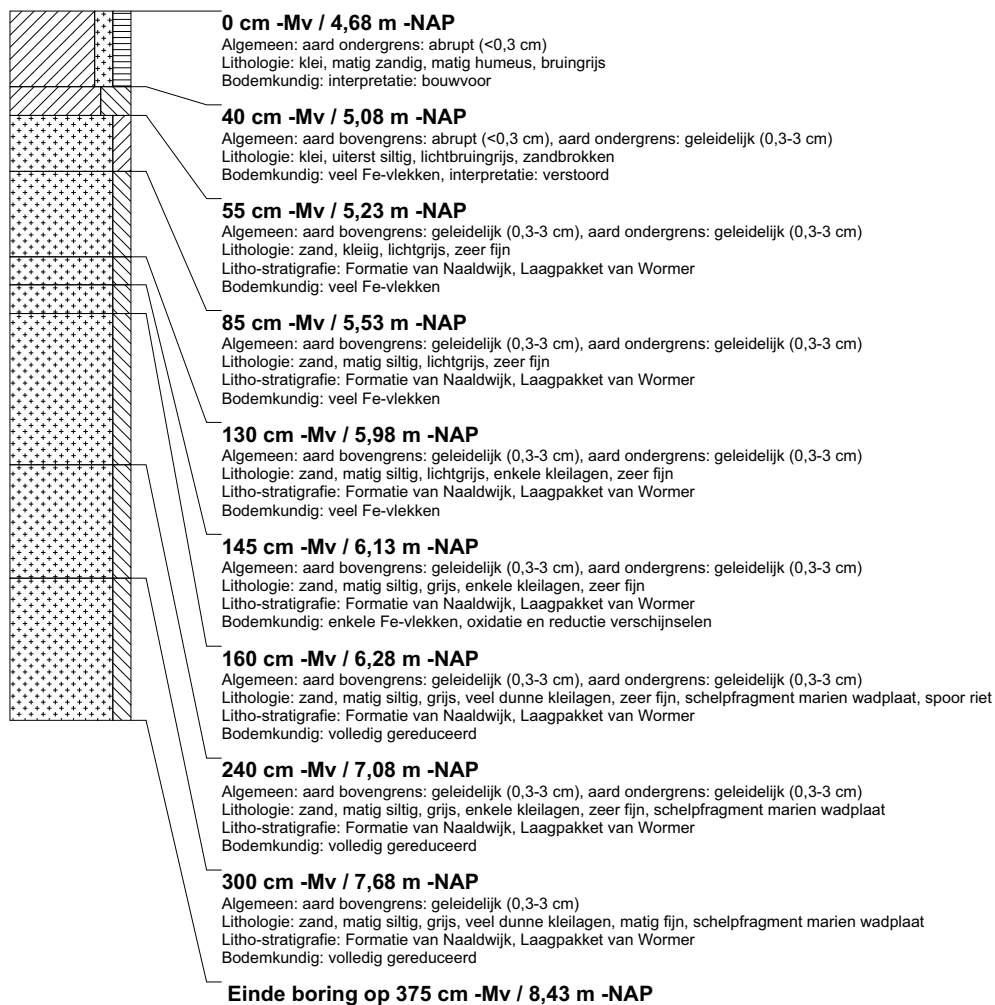 0 cm -Mv / 4,68 m -NAP
Algemeen: aard ondergrens: abrupt (<0,3 cm)
Lithologie: klei, matig zandig, matig humeus, bruingrijs
Bodemkundig: interpretatie: bouwvoor
40 cm -Mv / 5,08 m -NAP
Algemeen: aard bovengrens: abrupt (<0,3 cm), aard ondergrens: geleidelijk (0,3-3 cm)
Lithologie: klei, uiterst siltig, lichtbruingrijs, zandbrokken
Bodemkundig: veel Fe-vlekken, interpretatie: verstoord
55 cm -Mv / 5,23 m -NAP
Algemeen: aard bovengrens: geleidelijk (0,3-3 cm), aard ondergrens: geleidelijk (0,3-3 cm)
Lithologie: zand, kleiig, lichtgrijs, zeer fijn
Litho-stratigrafie: Formatie van Naaldwijk, Laagpakket van Wormer
Bodemkundig: veel Fe-vlekken
85 cm -Mv / 5,53 m -NAP
Algemeen: aard bovengrens: geleidelijk (0,3-3 cm), aard ondergrens: geleidelijk (0,3-3 cm)
Lithologie: zand, matig siltig, lichtgrijs, zeer fijn
Litho-stratigrafie: Formatie van Naaldwijk, Laagpakket van Wormer
Bodemkundig: veel Fe-vlekken
130 cm -Mv / 5,98 m -NAP
Algemeen: aard bovengrens: geleidelijk (0,3-3 cm), aard ondergrens: geleidelijk (0,3-3 cm)
Lithologie: zand, matig siltig, lichtgrijs, enkele kleilagen, zeer fijn
Litho-stratigrafie: Formatie van Naaldwijk, Laagpakket van Wormer
Bodemkundig: veel Fe-vlekken
145 cm -Mv / 6,13 m -NAP
Algemeen: aard bovengrens: geleidelijk (0,3-3 cm), aard ondergrens: geleidelijk (0,3-3 cm)
Lithologie: zand, matig siltig, grijs, enkele kleilagen, zeer fijn
Litho-stratigrafie: Formatie van Naaldwijk, Laagpakket van Wormer
Bodemkundig: enkele Fe-vlekken, oxidatie en reductie verschijnselen
160 cm -Mv / 6,28 m -NAP
Algemeen: aard bovengrens: geleidelijk (0,3-3 cm), aard ondergrens: geleidelijk (0,3-3 cm)
Lithologie: zand, matig siltig, grijs, veel dunne kleilagen, zeer fijn, schelpfragment marien wadplaat, spoor riet
Litho-stratigrafie: Formatie van Naaldwijk, Laagpakket van Wormer
Bodemkundig: volledig gereduceerd
240 cm -Mv / 7,08 m -NAP
Algemeen: aard bovengrens: geleidelijk (0,3-3 cm), aard ondergrens: geleidelijk (0,3-3 cm)
Lithologie: zand, matig siltig, grijs, enkele kleilagen, zeer fijn, schelpfragment marien wadplaat
Litho-stratigrafie: Formatie van Naaldwijk, Laagpakket van Wormer
Bodemkundig: volledig gereduceerd
300 cm -Mv / 7,68 m -NAP
Algemeen: aard bovengrens: geleidelijk (0,3-3 cm)
Lithologie: zand, matig siltig, grijs, veel dunne kleilagen, matig fijn, schelpfragment marien wadplaat
Litho-stratigrafie: Formatie van Naaldwijk, Laagpakket van Wormer
Bodemkundig: volledig gereduceerd
Einde boring op 375 cm -Mv / 8,43 m -NAP